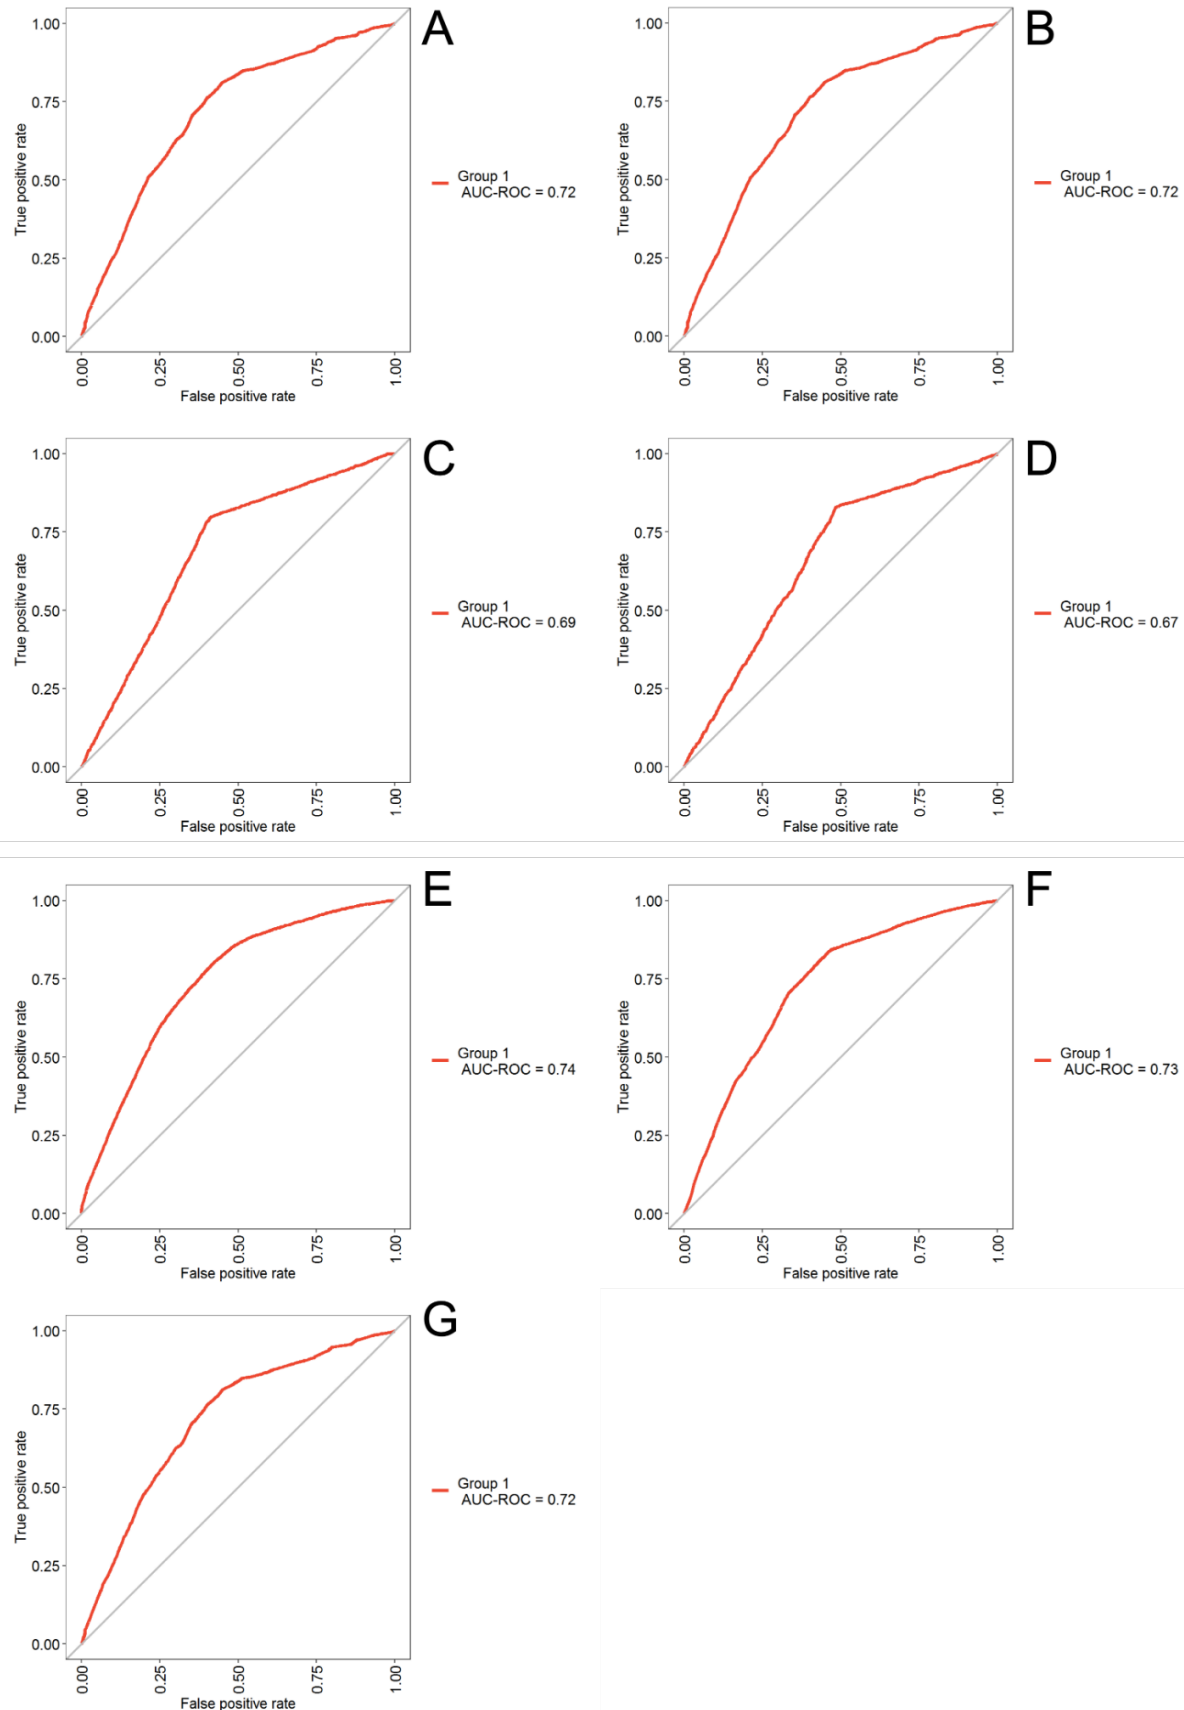 A
1.00
0.75
0.50
0.25
0.00
True positive rate
0.00
0.25
0.50
0.75
1.00
False positive rate
Group 1
AUC-ROC = 0.72
B
1.00
0.75
0.50
0.25
0.00
True positive rate
0.00
0.25
0.50
0.75
1.00
False positive rate
Group 1
AUC-ROC = 0.72
C
1.00
0.75
0.50
0.25
0.00
True positive rate
0.00
0.25
0.50
0.75
1.00
False positive rate
Group 1
AUC-ROC = 0.69
D
1.00
0.75
0.50
0.25
0.00
True positive rate
0.00
0.25
0.50
0.75
1.00
False positive rate
Group 1
AUC-ROC = 0.67
E
1.00
0.75
0.50
0.25
0.00
True positive rate
0.00
0.25
0.50
0.75
1.00
False positive rate
Group 1
AUC-ROC = 0.74
F
1.00
0.75
0.50
0.25
0.00
True positive rate
0.00
0.25
0.50
0.75
1.00
False positive rate
Group 1
AUC-ROC = 0.73
G
1.00
0.75
0.50
0.25
0.00
True positive rate
0.00
0.25
0.50
0.75
1.00
False positive rate
Group 1
AUC-ROC = 0.72